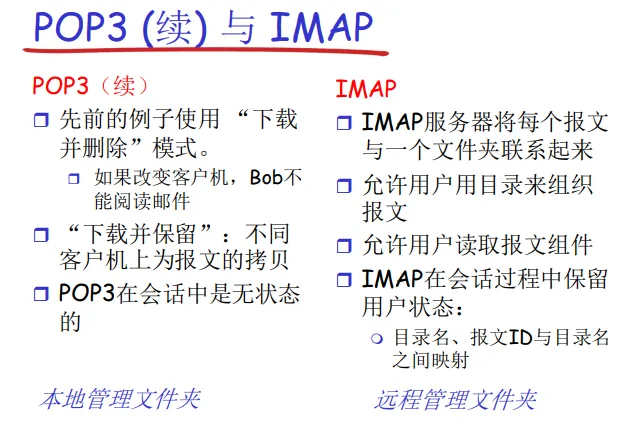 POP3 (续) 与 IMAP
POP3（续）
先前的例子使用 “下载
并删除”模式。
如果改变客户机，Bob不
能阅读邮件
“下载并保留”：不同
客户机上为报文的拷贝
POP3在会话中是无状态
的
本地管理文件夹
IMAP
IMAP服务器将每个报文
与一个文件夹联系起来
允许用户用目录来组织
报文
允许用户读取报文组件
IMAP在会话过程中保留
用户状态：
目录名、报文ID与目录名
之间映射
远程管理文件夹